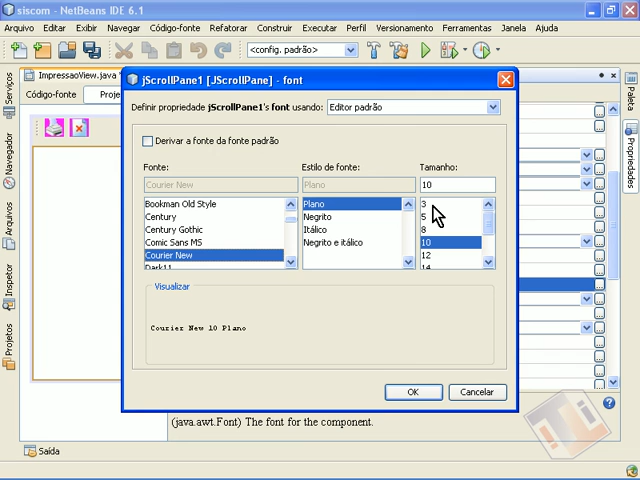 siscom - NetBeans IDE 6.1
Arquivo Editar Exibir Navegar Código-fonte Refatorar Construir Executar Perfil Versionamento Ferramentas Janela Ajuda
<config. padrão>
ImpressaoView.java
Código-fonte Proje
Serviços
Navegador
Arquivos
Inspetor
Projetos
Paleta
Propriedades
jScrollPane1 [JScrollPane] - font
Definir propriedade jScrollPane1's font usando: Editor padrão
Derivar a fonte da fonte padrão
Fonte: Estilo de fonte: Tamanho:
Courier New Plano 10
Bookman Old Style Plano 3
Century Negrito 5
Century Gothic Itálico 8
Comic Sans MS Negrito e itálico 10
Courier New 12
Dark11 14
Visualizar
Courier New 10 Plano
OK Cancelar
(java.awt.Font) The font for the component.
Saída